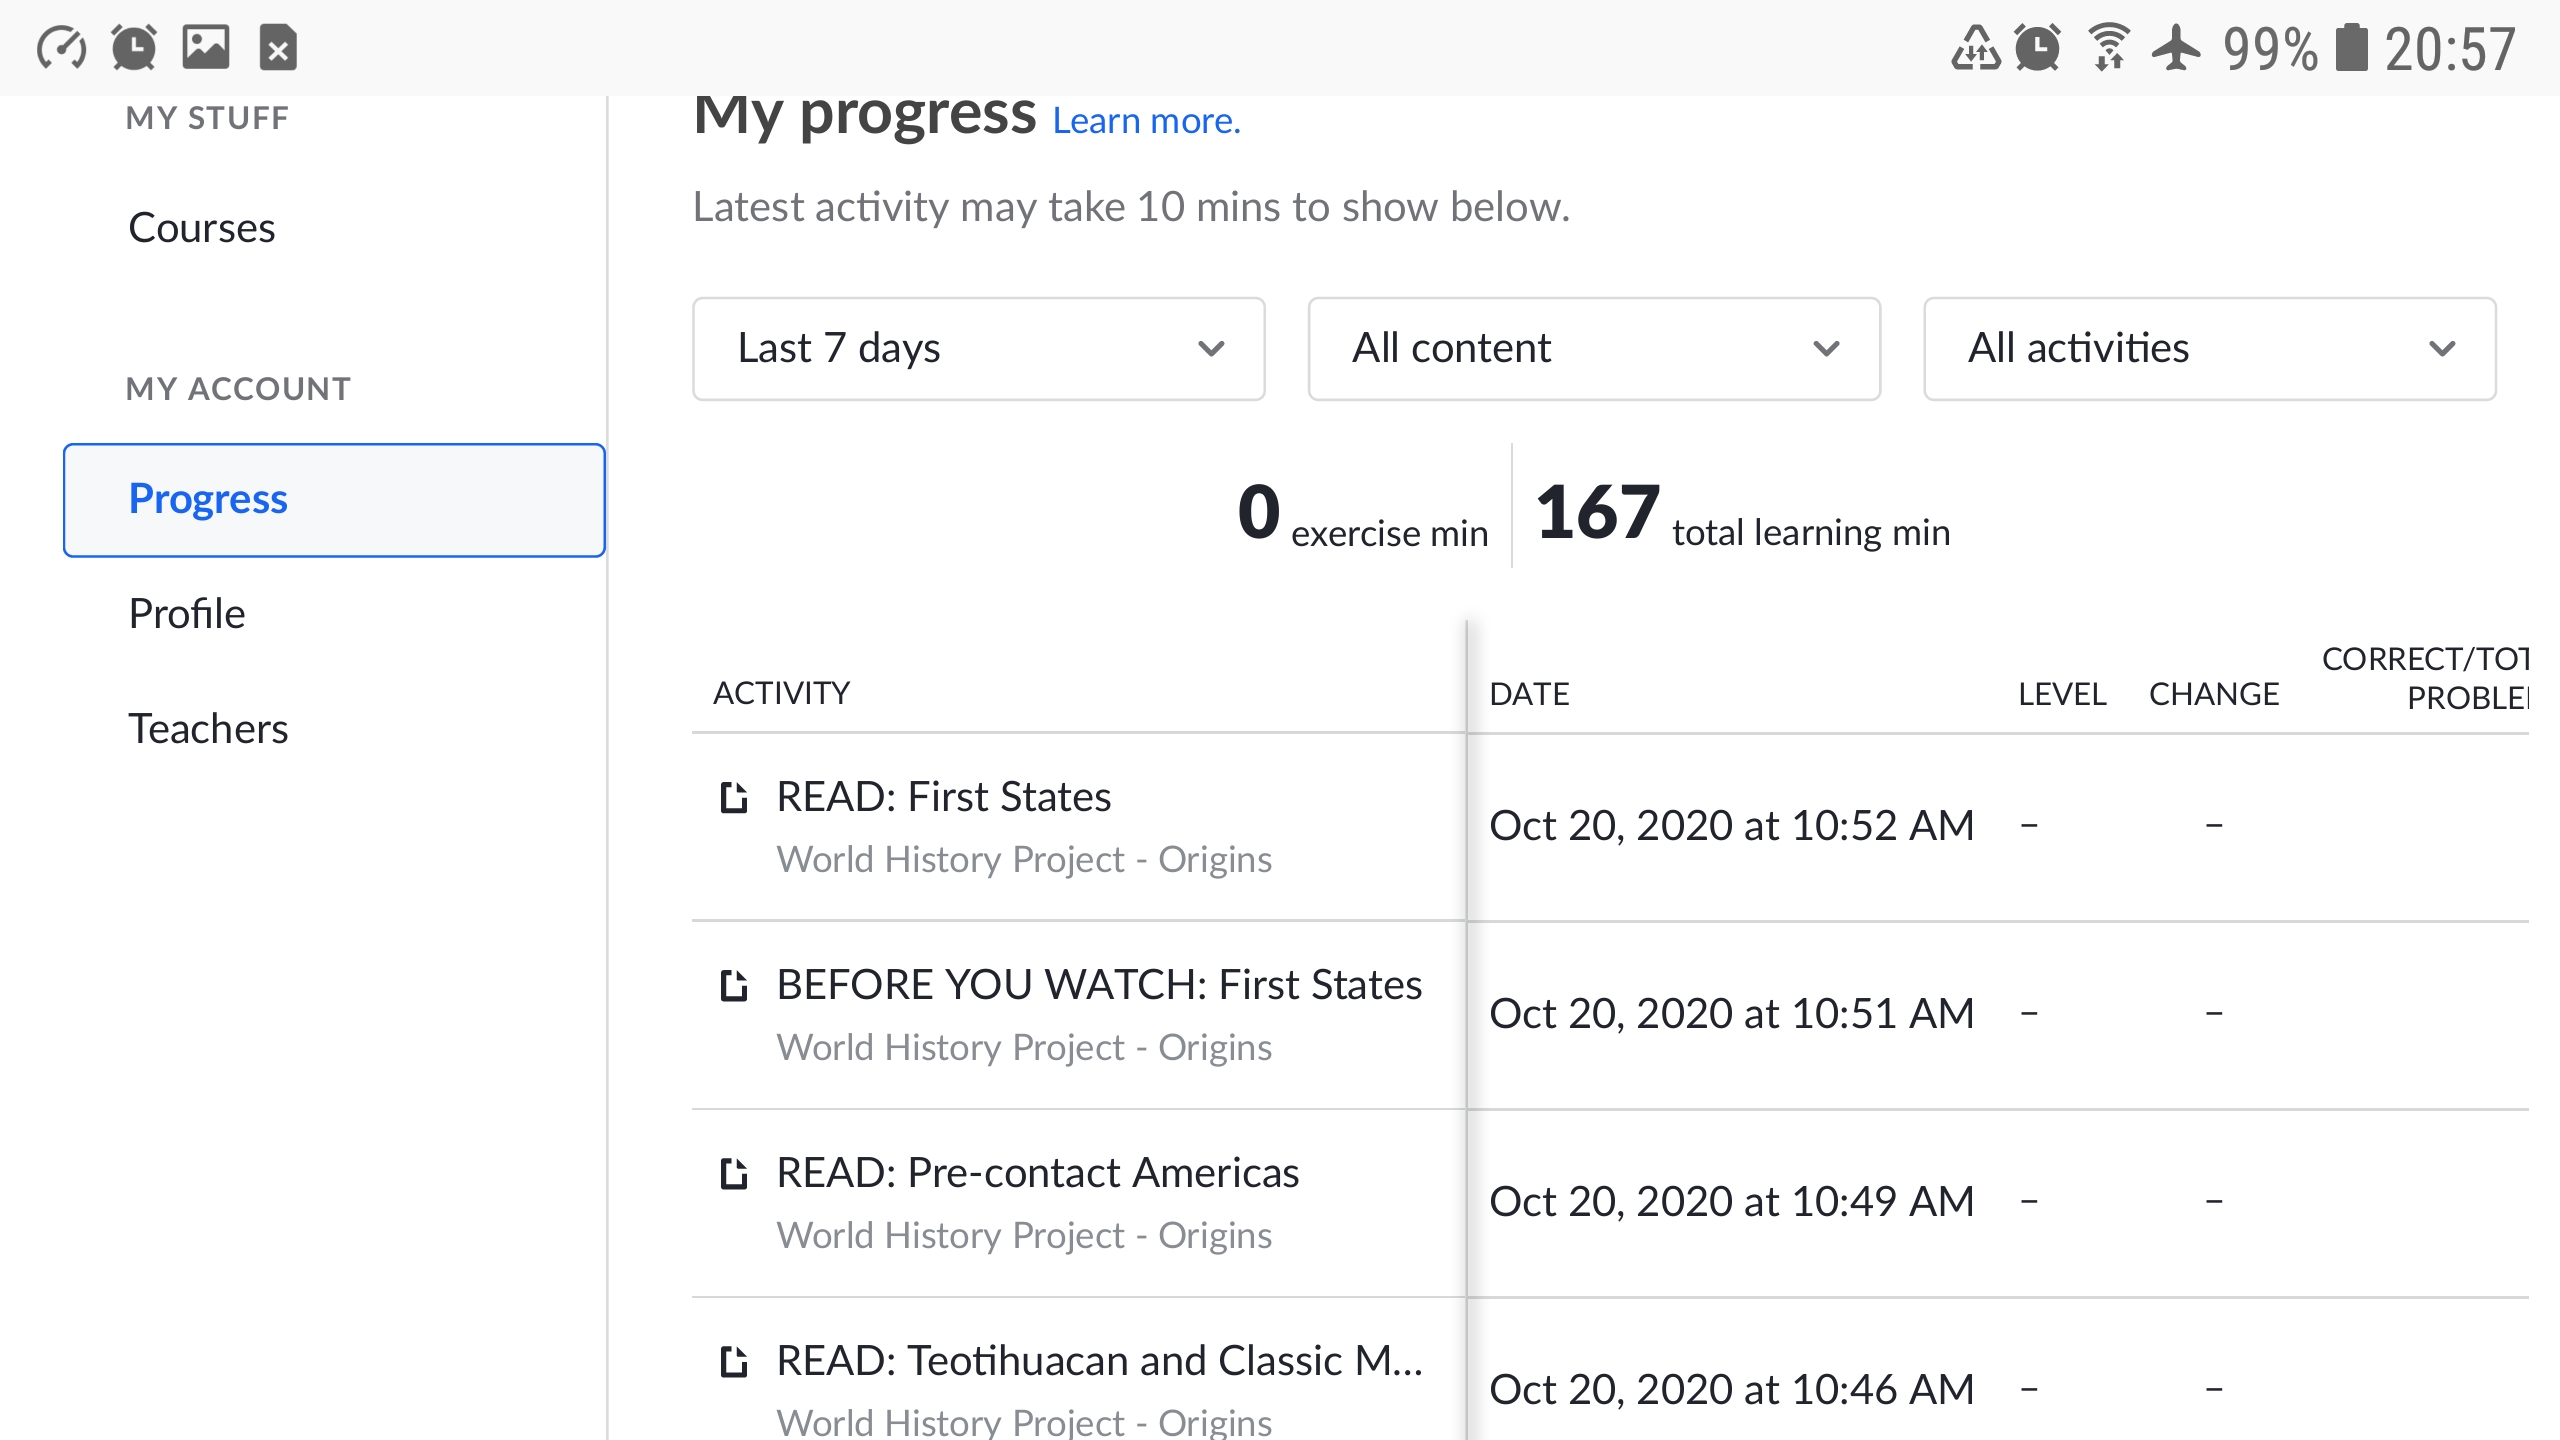 99% 20:57
MY STUFF
Courses
MY ACCOUNT
Progress
Profile
Teachers
My progress Learn more.
Latest activity may take 10 mins to show below.
Last 7 days All content All activities
0 exercise min 167 total learning min
ACTIVITY DATE LEVEL CHANGE CORRECT/TOT
PROBLE
READ: First States
World History Project - Origins
Oct 20, 2020 at 10:52 AM – –
BEFORE YOU WATCH: First States
World History Project - Origins
Oct 20, 2020 at 10:51 AM – –
READ: Pre-contact Americas
World History Project - Origins
Oct 20, 2020 at 10:49 AM – –
READ: Teotihuacan and Classic M...
World History Project - Origins
Oct 20, 2020 at 10:46 AM – –